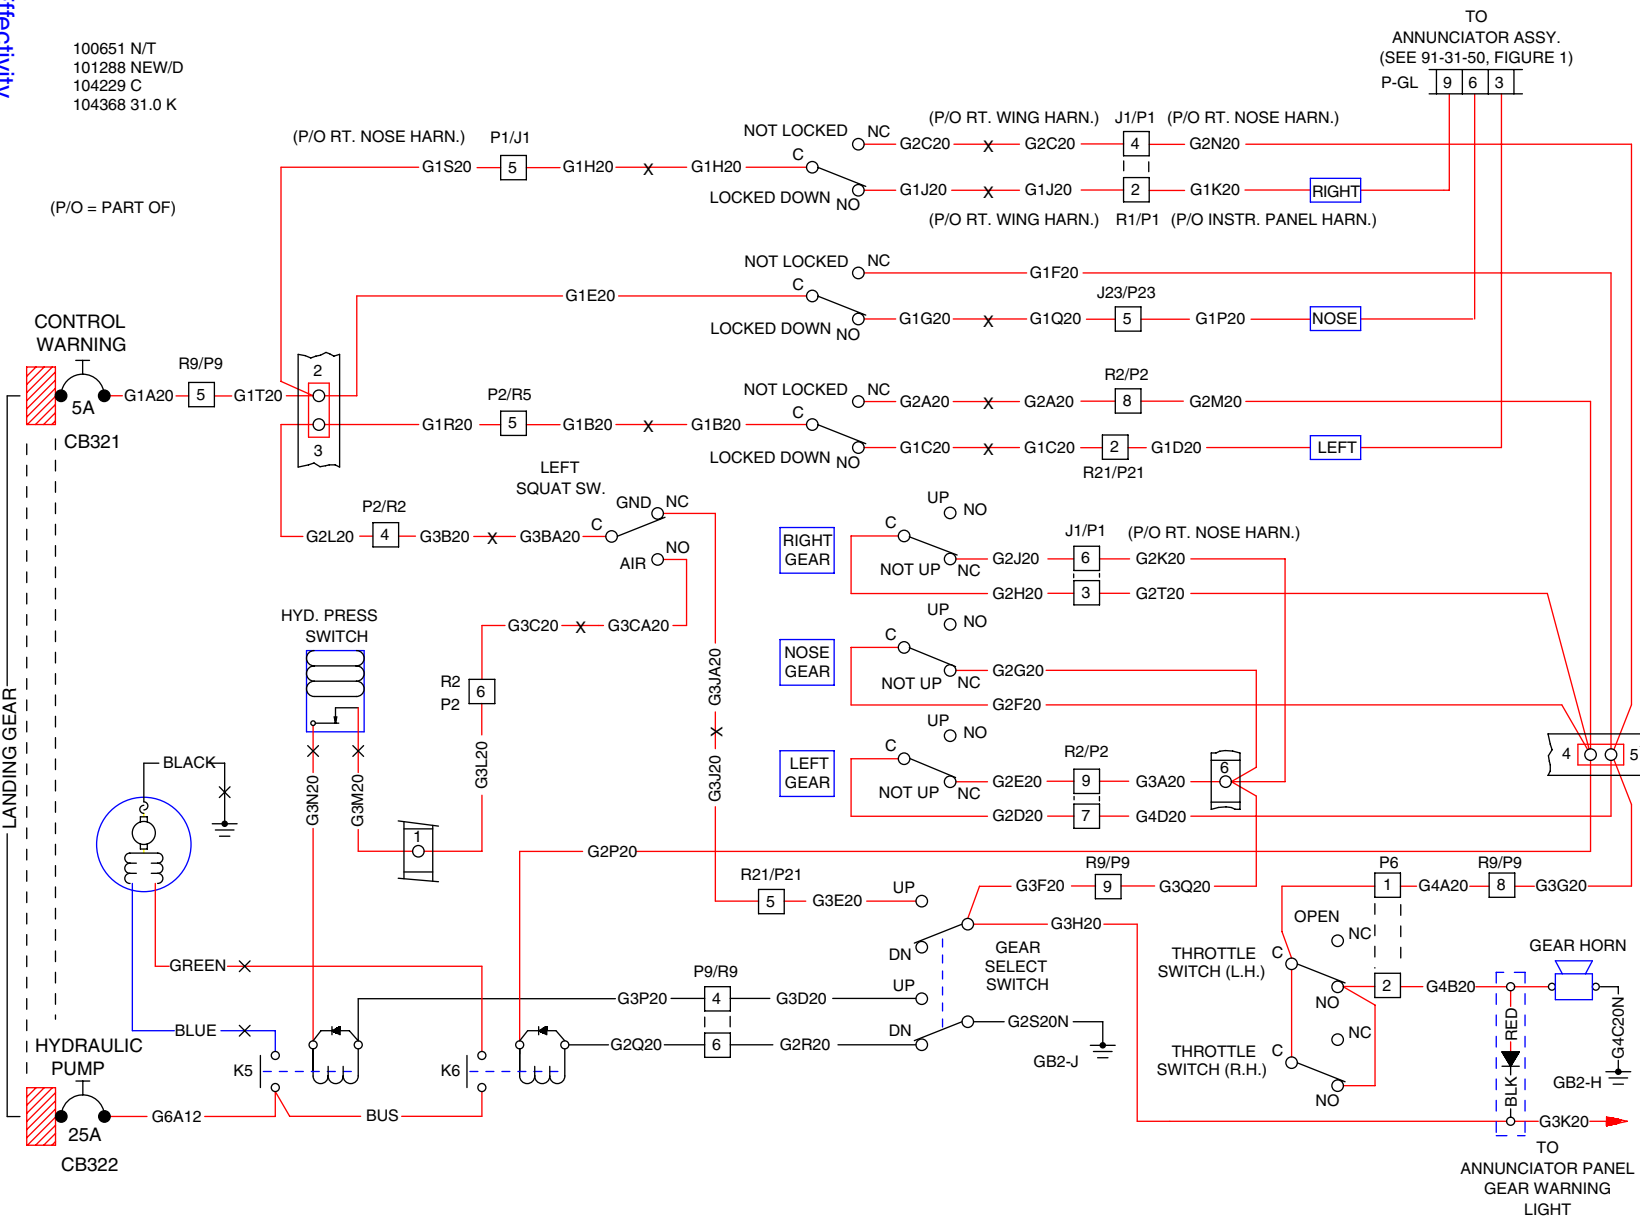 Effectivity
100651 N/T
101288 NEW/D
104229 C
104368 31.0 K
TO
ANNUNCIATOR ASSY.
(SEE 91-31-50, FIGURE 1)
P-GL 9 6 3
(P/O RT. NOSE HARN.) P1/J1
NOT LOCKED NC
(P/O RT. WING HARN.) J1/P1 (P/O RT. NOSE HARN.)
G2C20 X G2C20 4 G2N20
G1S20 5 G1H20 X G1H20 C
LOCKED DOWN NO
G1J20 X G1J20 2 G1K20 RIGHT
(P/O RT. WING HARN.) R1/P1 (P/O INSTR. PANEL HARN.)
(P/O = PART OF)
NOT LOCKED NC G1F20
G1E20 C
J23/P23
LOCKED DOWN NO G1G20 X G1Q20 5 G1P20 NOSE
CONTROL
WARNING
R9/P9
5A G1A20 5 G1T20 2
CB321
3
NOT LOCKED NC G2A20 X G2A20 8 G2M20
R2/P2
P2/R5
G1R20 5 G1B20 X G1B20 C
LOCKED DOWN NO G1C20 X G1C20 2 G1D20 LEFT
R21/P21
LEFT
SQUAT SW.
GND NC
P2/R2
G2L20 4 G3B20 X G3BA20 C
NO
AIR
G3C20 X G3CA20
G3JA20
X
G3J20
R2
P2
6
G3L20
HYD. PRESS
SWITCH
X X
G3N20
G3M20
1
UP NO
RIGHT
GEAR
C
NOT UP NC
J1/P1 (P/O RT. NOSE HARN.)
G2J20 6 G2K20
G2H20 3 G2T20
UP NO
NOSE
GEAR
C
NOT UP NC
G2G20
G2F20
UP NO
LEFT
GEAR
C
NOT UP NC
R2/P2
G2E20 9 G3A20 6
G2D20 7 G4D20
4 5
LANDING GEAR
BLACK X
GREEN X
BLUE X
G2P20
R21/P21
5 G3E20 UP
DN
R9/P9
G3F20 9 G3Q20
G3H20
GEAR
SELECT
SWITCH
P9/R9
G3P20 4 G3D20 UP
G2Q20 6 G2R20 DN
G2S20N
GB2-J
P6 R9/P9
1 G4A20 8 G3G20
OPEN NC
THROTTLE
SWITCH (L.H.)
C
NO
2 G4B20
GEAR HORN
NC
THROTTLE
SWITCH (R.H.)
C
NO
RED
BLK
G4C20N
GB2-H
HYDRAULIC
PUMP
25A
CB322
G6A12
K5
BUS
K6
G3K20
TO
ANNUNCIATOR PANEL
GEAR WARNING
LIGHT